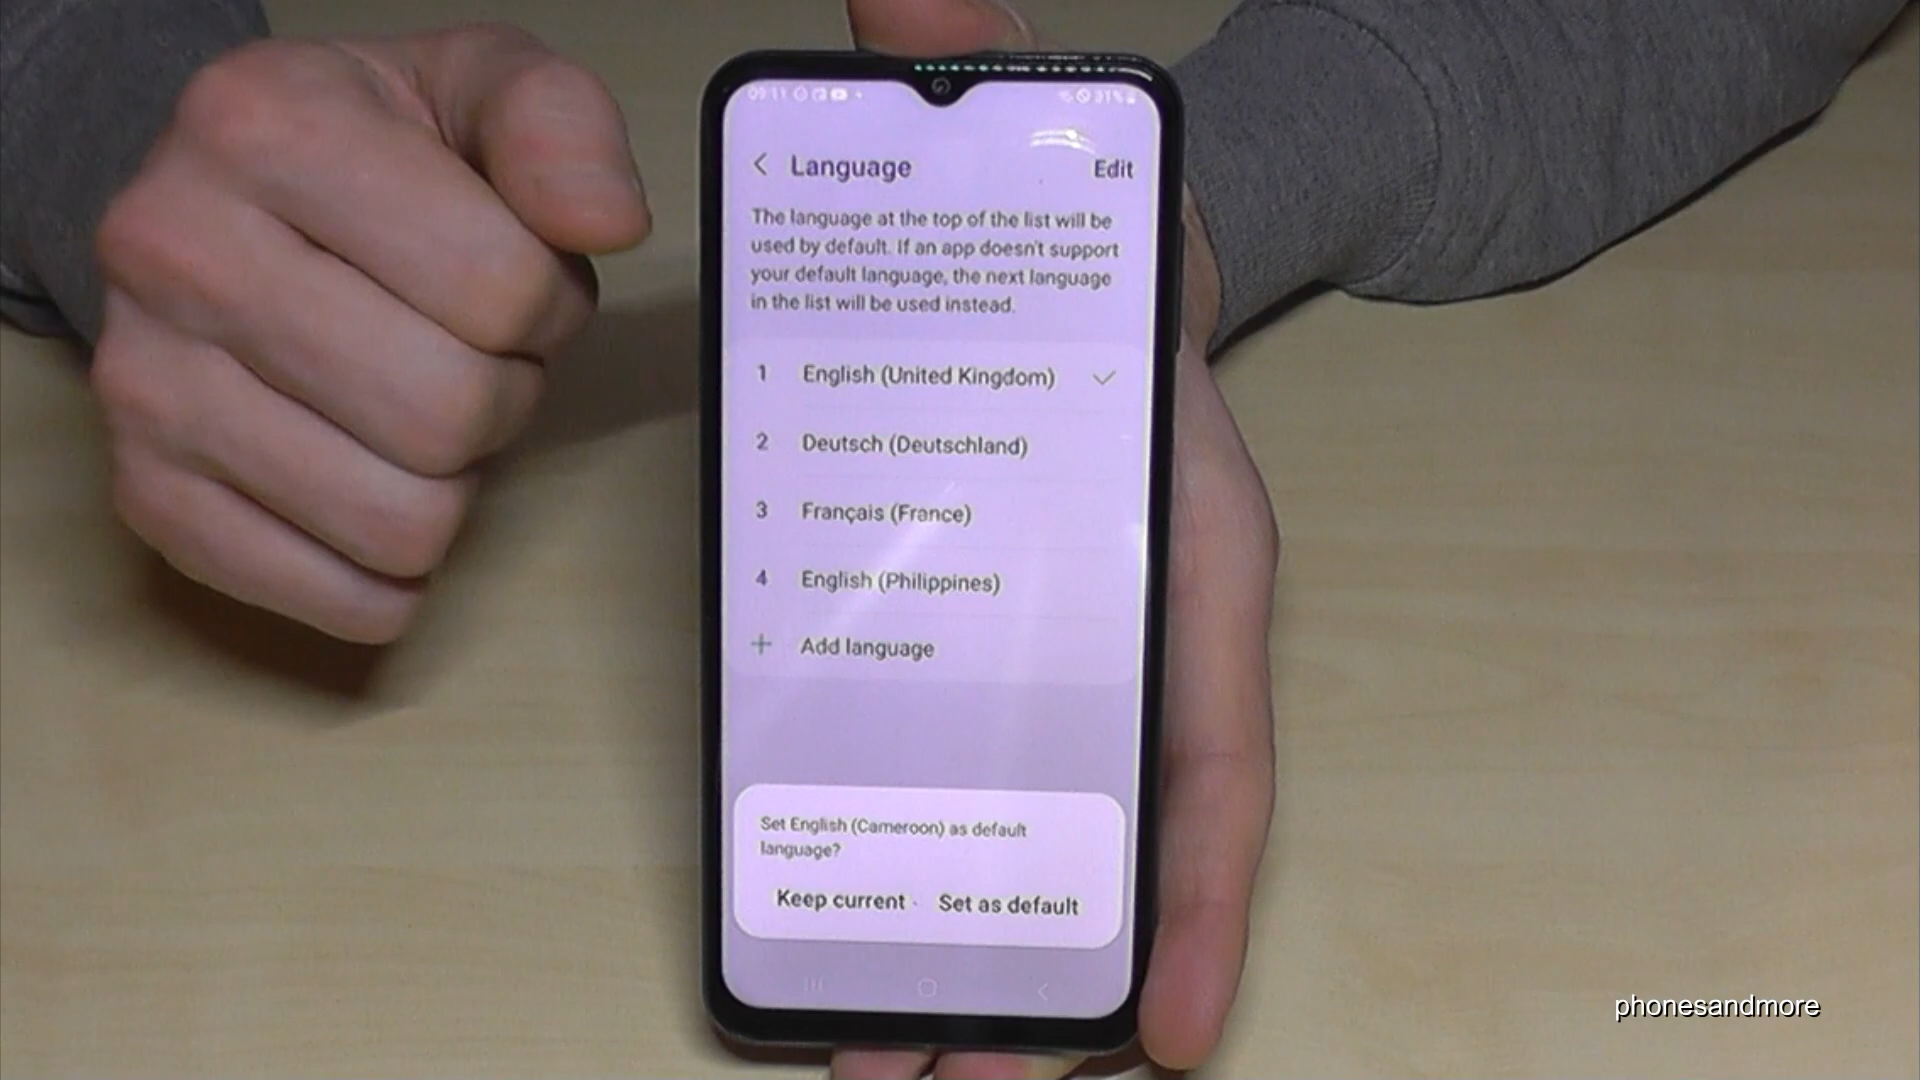 09:11 31%
Language
Edit
The language at the top of the list will be
used by default. If an app doesn't support
your default language, the next language
in the list will be used instead.
1 English (United Kingdom)
2 Deutsch (Deutschland)
3 Français (France)
4 English (Philippines)
+ Add language
Set English (Cameroon) as default
language?
Keep current Set as default
phonesandmore